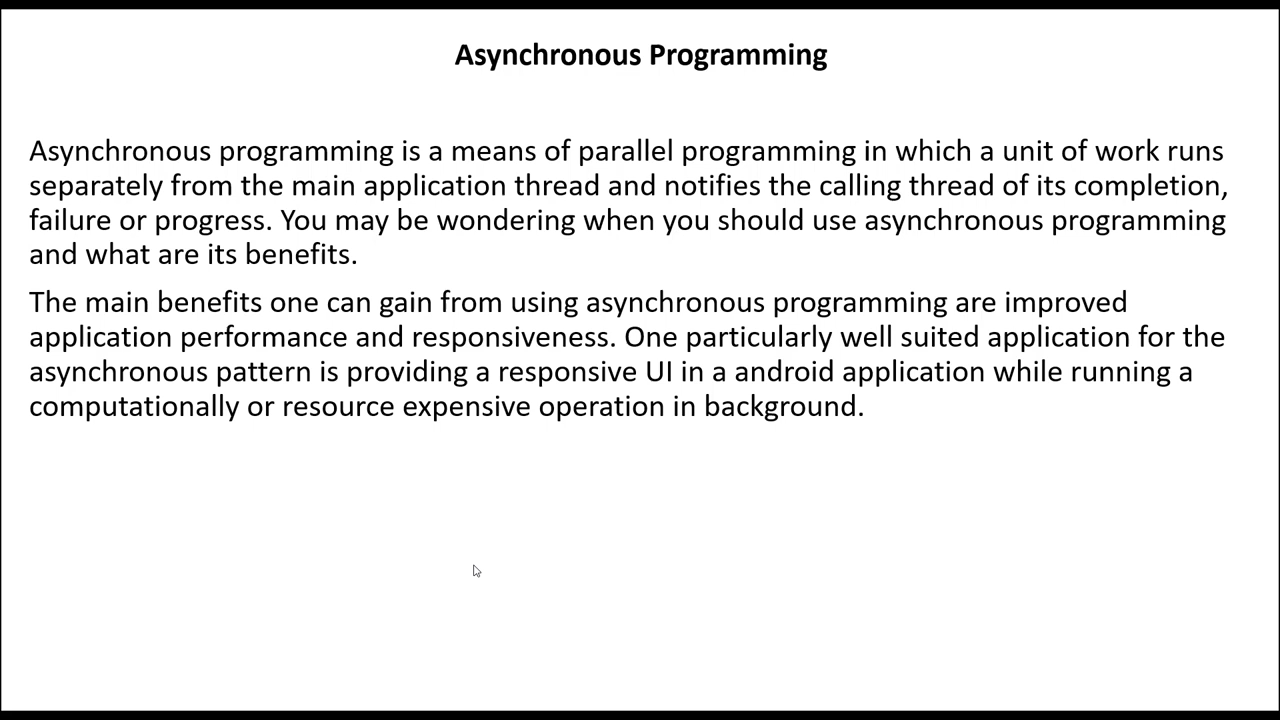 Asynchronous Programming
Asynchronous programming is a means of parallel programming in which a unit of work runs
separately from the main application thread and notifies the calling thread of its completion,
failure or progress. You may be wondering when you should use asynchronous programming
and what are its benefits.
The main benefits one can gain from using asynchronous programming are improved
application performance and responsiveness. One particularly well suited application for the
asynchronous pattern is providing a responsive UI in a android application while running a
computationally or resource expensive operation in background.